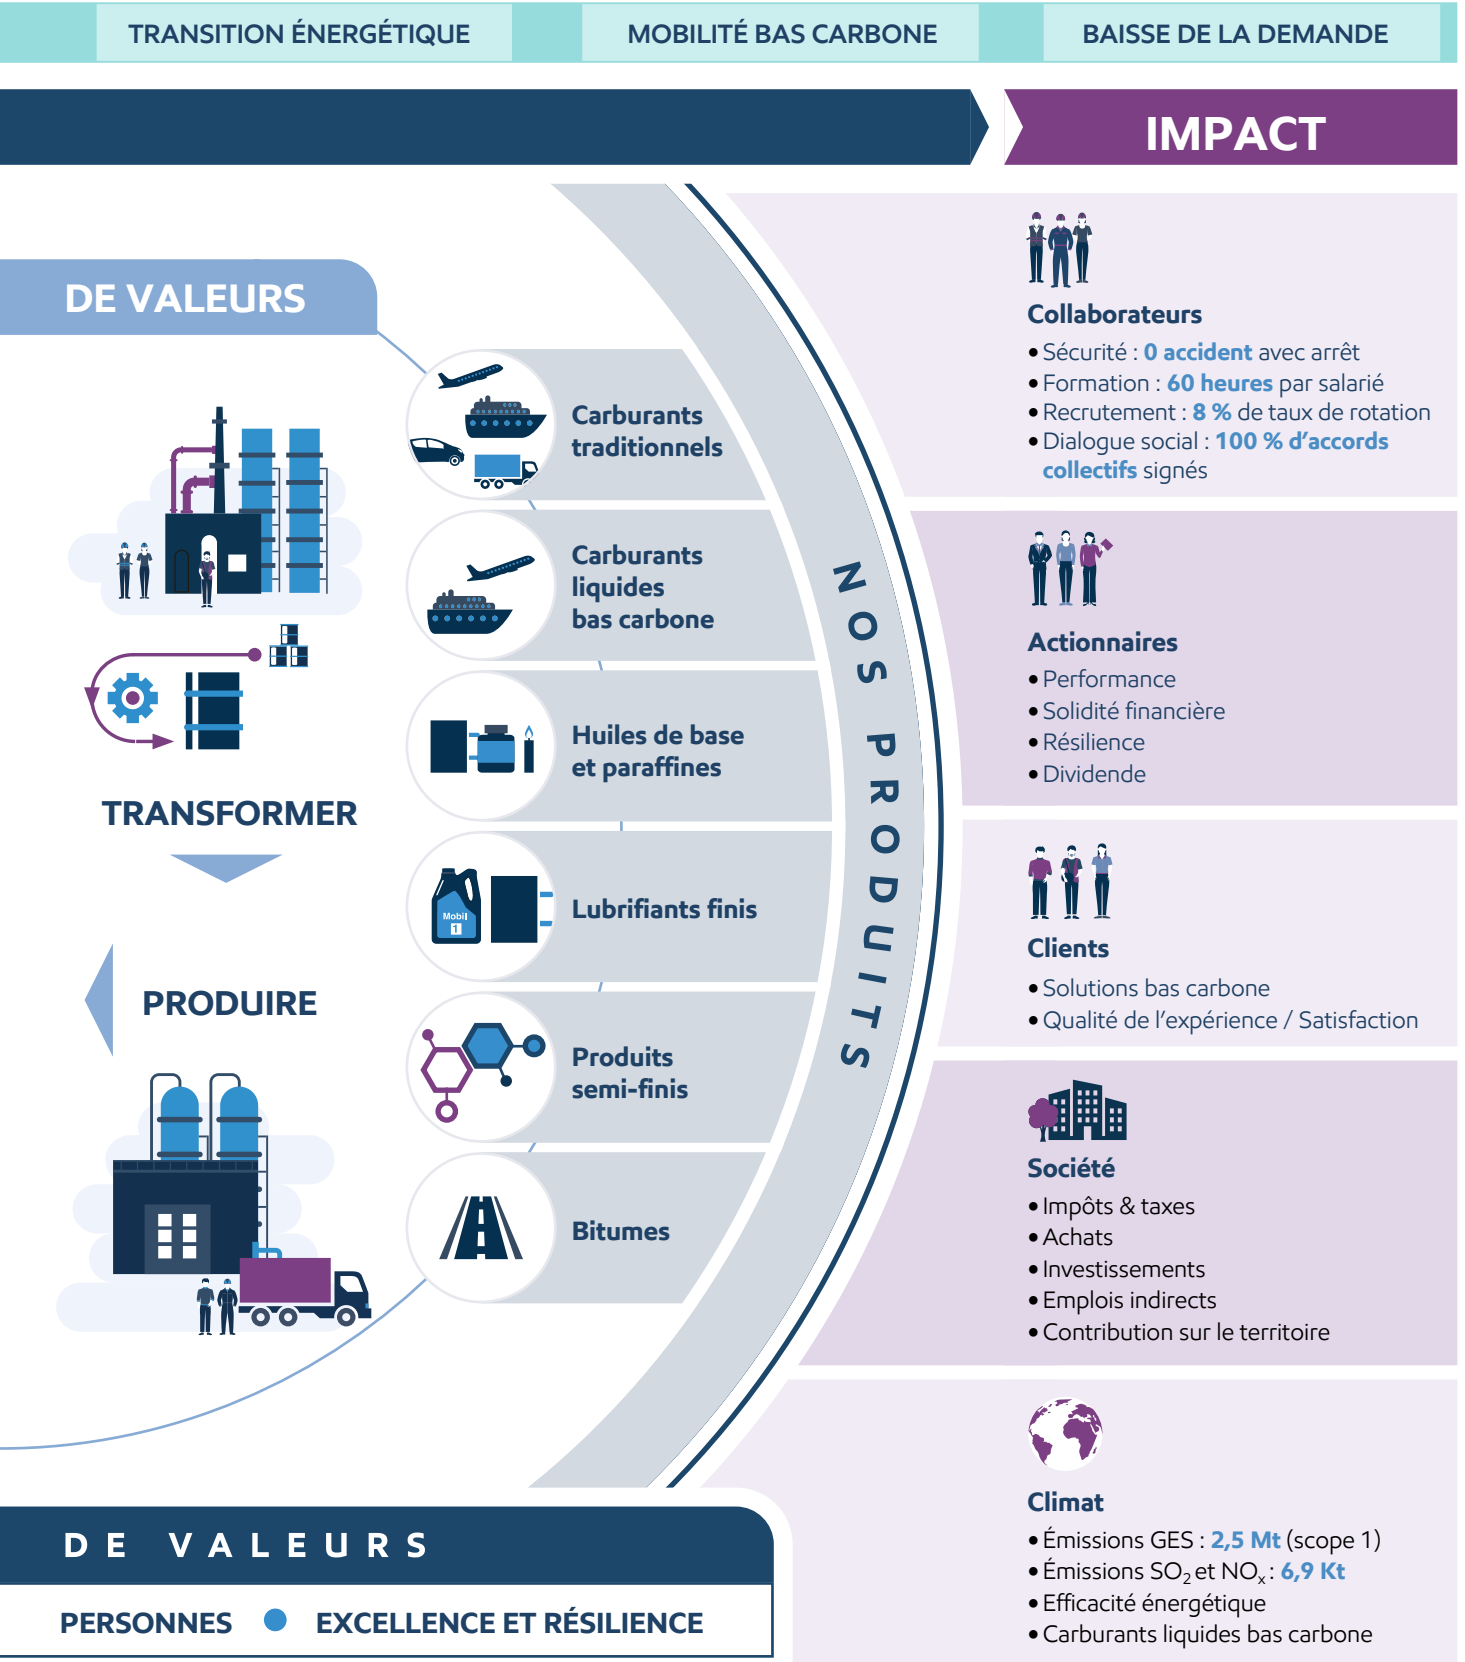 TRANSITION ÉNERGÉTIQUE
MOBILITÉ BAS CARBONE
BAISSE DE LA DEMANDE
IMPACT
DE VALEURS
TRANSFORMER
PRODUIRE
Carburants
traditionnels
Carburants
liquides
bas carbone
Huiles de base
et paraffines
Mobil
1
Lubrifiants finis
Produits
semi-finis
Bitumes
NOS PRODUITS
Collaborateurs
• Sécurité : 0 accident avec arrêt
• Formation : 60 heures par salarié
• Recrutement : 8 % de taux de rotation
• Dialogue social : 100 % d'accords
collectifs signés
Actionnaires
• Performance
• Solidité financière
• Résilience
• Dividende
Clients
• Solutions bas carbone
• Qualité de l'expérience / Satisfaction
Société
• Impôts & taxes
• Achats
• Investissements
• Emplois indirects
• Contribution sur le territoire
Climat
• Émissions GES : 2,5 Mt (scope 1)
• Émissions SO₂ et NOₓ : 6,9 Kt
• Efficacité énergétique
• Carburants liquides bas carbone
DE VALEURS
PERSONNES ● EXCELLENCE ET RÉSILIENCE